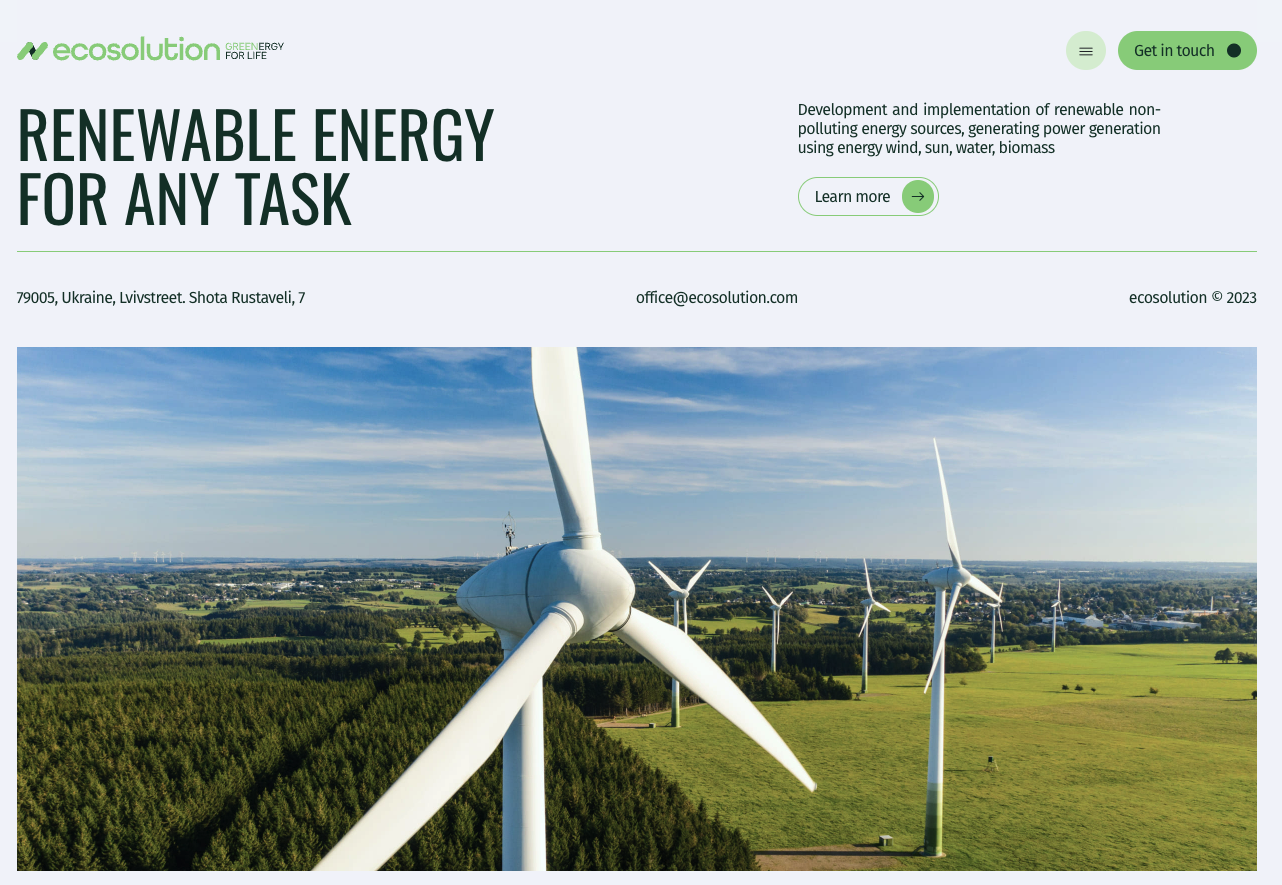 ecosolution
GREENERGY
FOR LIFE
Get in touch
RENEWABLE ENERGY
FOR ANY TASK
Development and implementation of renewable non-
polluting energy sources, generating power generation
using energy wind, sun, water, biomass
Learn more
79005, Ukraine, Lvivstreet. Shota Rustaveli, 7
office@ecosolution.com
ecosolution © 2023